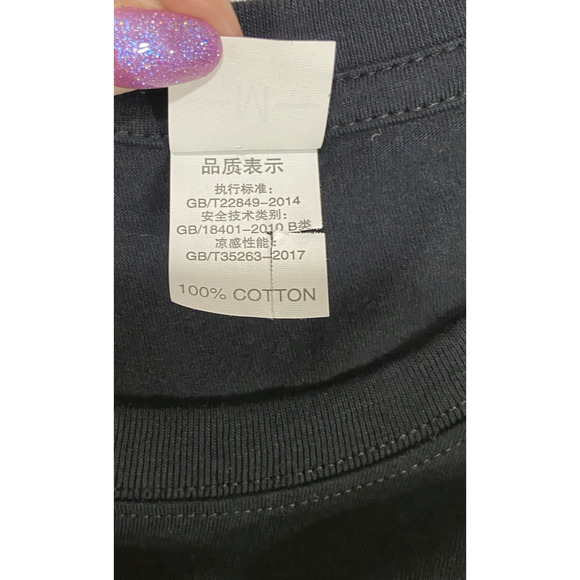 M
品质表示
执行标准:
GB/T22849-2014
安全技术类别:
GB/18401-2010 B类
凉感性能:
GB/T35263-2017
100% COTTON